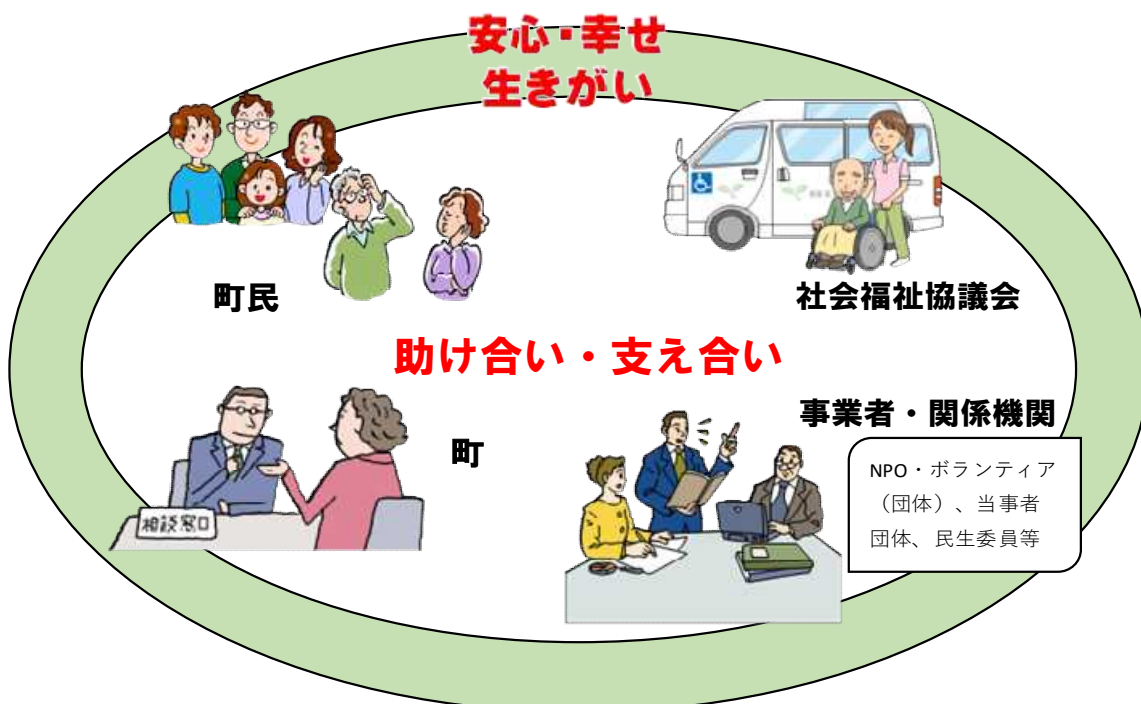 安心・幸せ
生きがい
町民
社会福祉協議会
助け合い・支え合い
事業者・関係機関
町
NPO・ボランティア
（団体）、当事者
団体、民生委員等
相談窓口